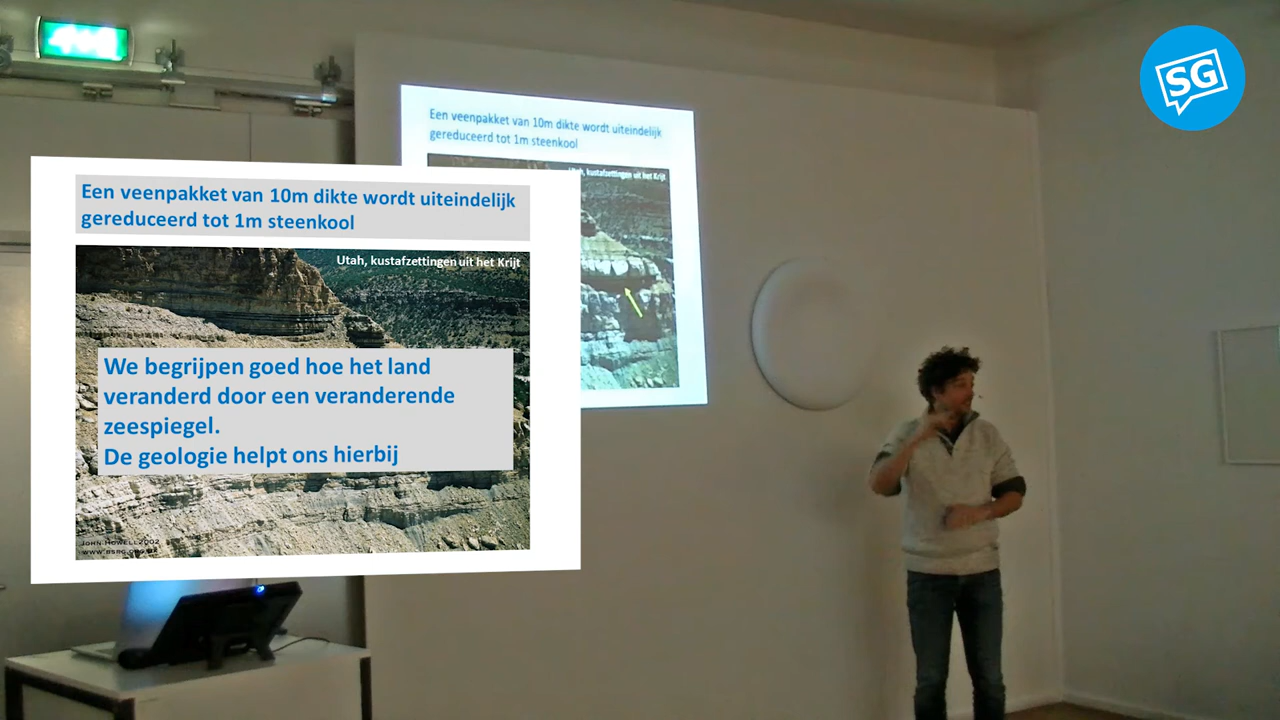 SG
Een veenpakket van 10m dikte wordt uiteindelijk
gereduceerd tot 1m steenkool
kustafzettingen uit het Krijt
Een veenpakket van 10m dikte wordt uiteindelijk
gereduceerd tot 1m steenkool
Utah, kustafzettingen uit het Krijt
We begrijpen goed hoe het land
veranderd door een veranderende
zeespiegel.
De geologie helpt ons hierbij
John Howell 2002